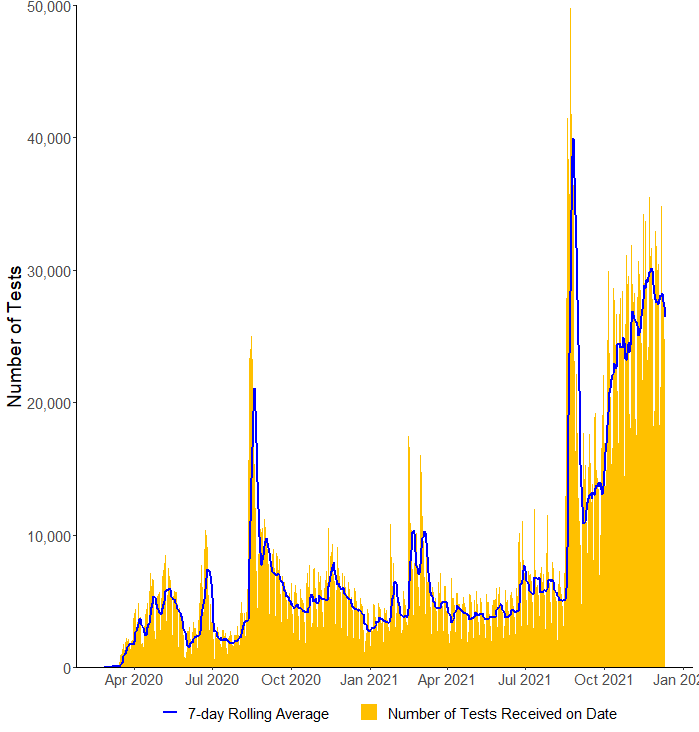 50,000
40,000
30,000
20,000
10,000
0
Number of Tests
Apr 2020 Jul 2020 Oct 2020 Jan 2021 Apr 2021 Jul 2021 Oct 2021 Jan 202
7-day Rolling Average Number of Tests Received on Date